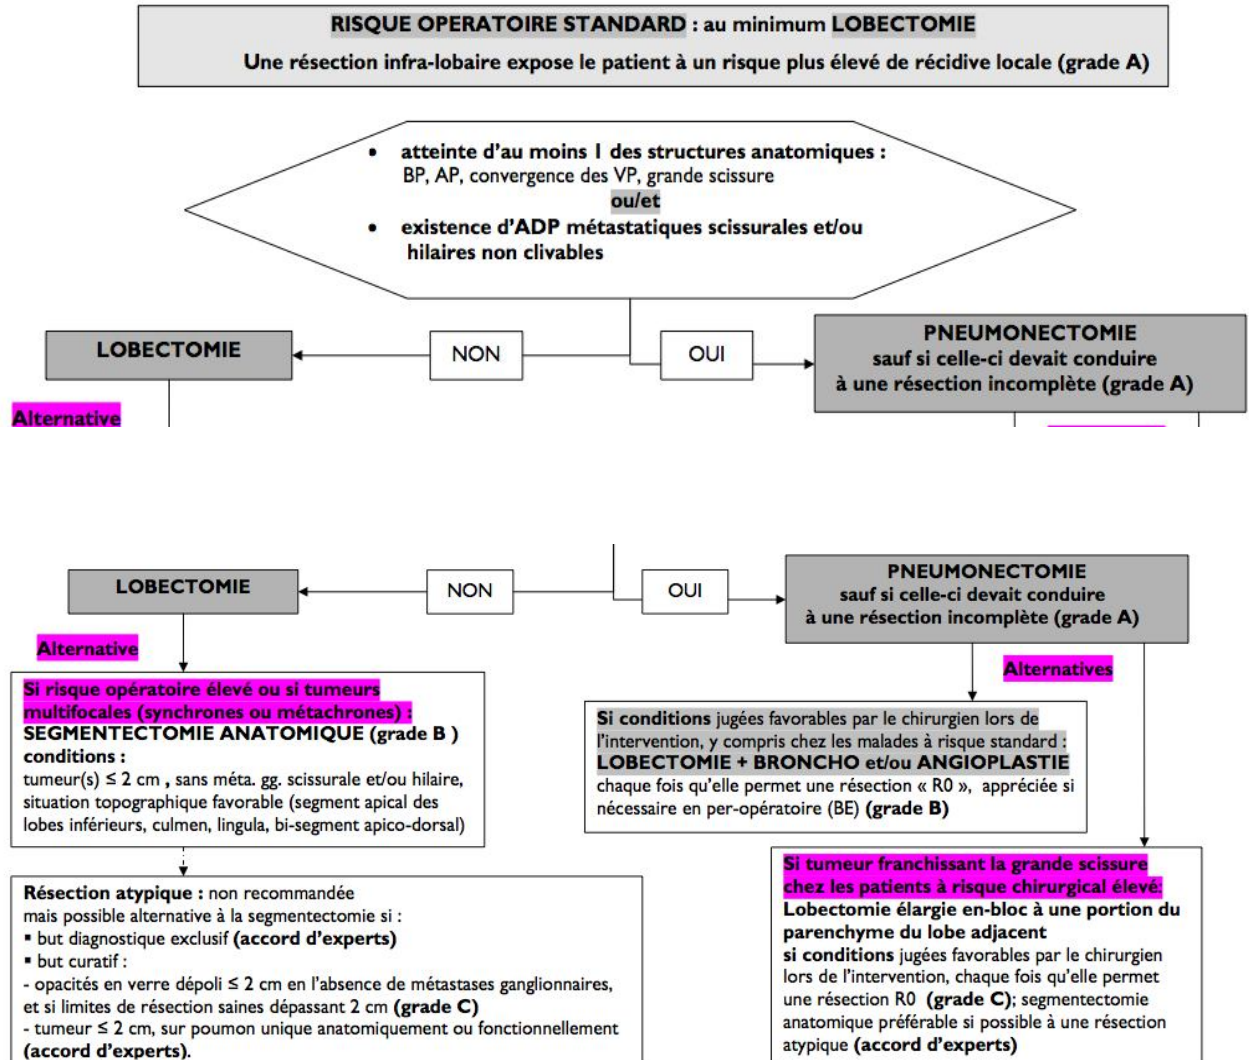 RISQUE OPERATOIRE STANDARD : au minimum LOBECTOMIE
Une résection infra-lobaire expose le patient à un risque plus élevé de récidive locale (grade A)
• atteinte d'au moins 1 des structures anatomiques :
BP, AP, convergence des VP, grande scissure
ou/et
• existence d'ADP métastatiques scissurales et/ou
hilaires non clivables
LOBECTOMIE
NON
OUI
PNEUMONECTOMIE
sauf si celle-ci devait conduire
à une résection incomplète (grade A)
Alternative
LOBECTOMIE
NON
OUI
PNEUMONECTOMIE
sauf si celle-ci devait conduire
à une résection incomplète (grade A)
Alternative
Alternatives
Si risque opératoire élevé ou si tumeurs
multifocales (synchrones ou métachrones) :
SEGMENTECTOMIE ANATOMIQUE (grade B )
conditions :
tumeur(s) ≤ 2 cm , sans méta. gg. scissurale et/ou hilaire,
situation topographique favorable (segment apical des
lobes inférieurs, culmen, lingula, bi-segment apico-dorsal)
Si conditions jugées favorables par le chirurgien lors de
l'intervention, y compris chez les malades à risque standard :
LOBECTOMIE + BRONCHO et/ou ANGIOPLASTIE
chaque fois qu'elle permet une résection « R0 », appréciée si
nécessaire en per-opératoire (BE) (grade B)
Résection atypique : non recommandée
mais possible alternative à la segmentectomie si :
▪ but diagnostique exclusif (accord d'experts)
▪ but curatif :
- opacités en verre dépoli ≤ 2 cm en l'absence de métastases ganglionnaires,
et si limites de résection saines dépassant 2 cm (grade C)
- tumeur ≤ 2 cm, sur poumon unique anatomiquement ou fonctionnellement
(accord d'experts).
Si tumeur franchissant la grande scissure
chez les patients à risque chirurgical élevé:
Lobectomie élargie en-bloc à une portion du
parenchyme du lobe adjacent
si conditions jugées favorables par le chirurgien
lors de l'intervention, chaque fois qu'elle permet
une résection R0 (grade C); segmentectomie
anatomique préférable si possible à une résection
atypique (accord d'experts)